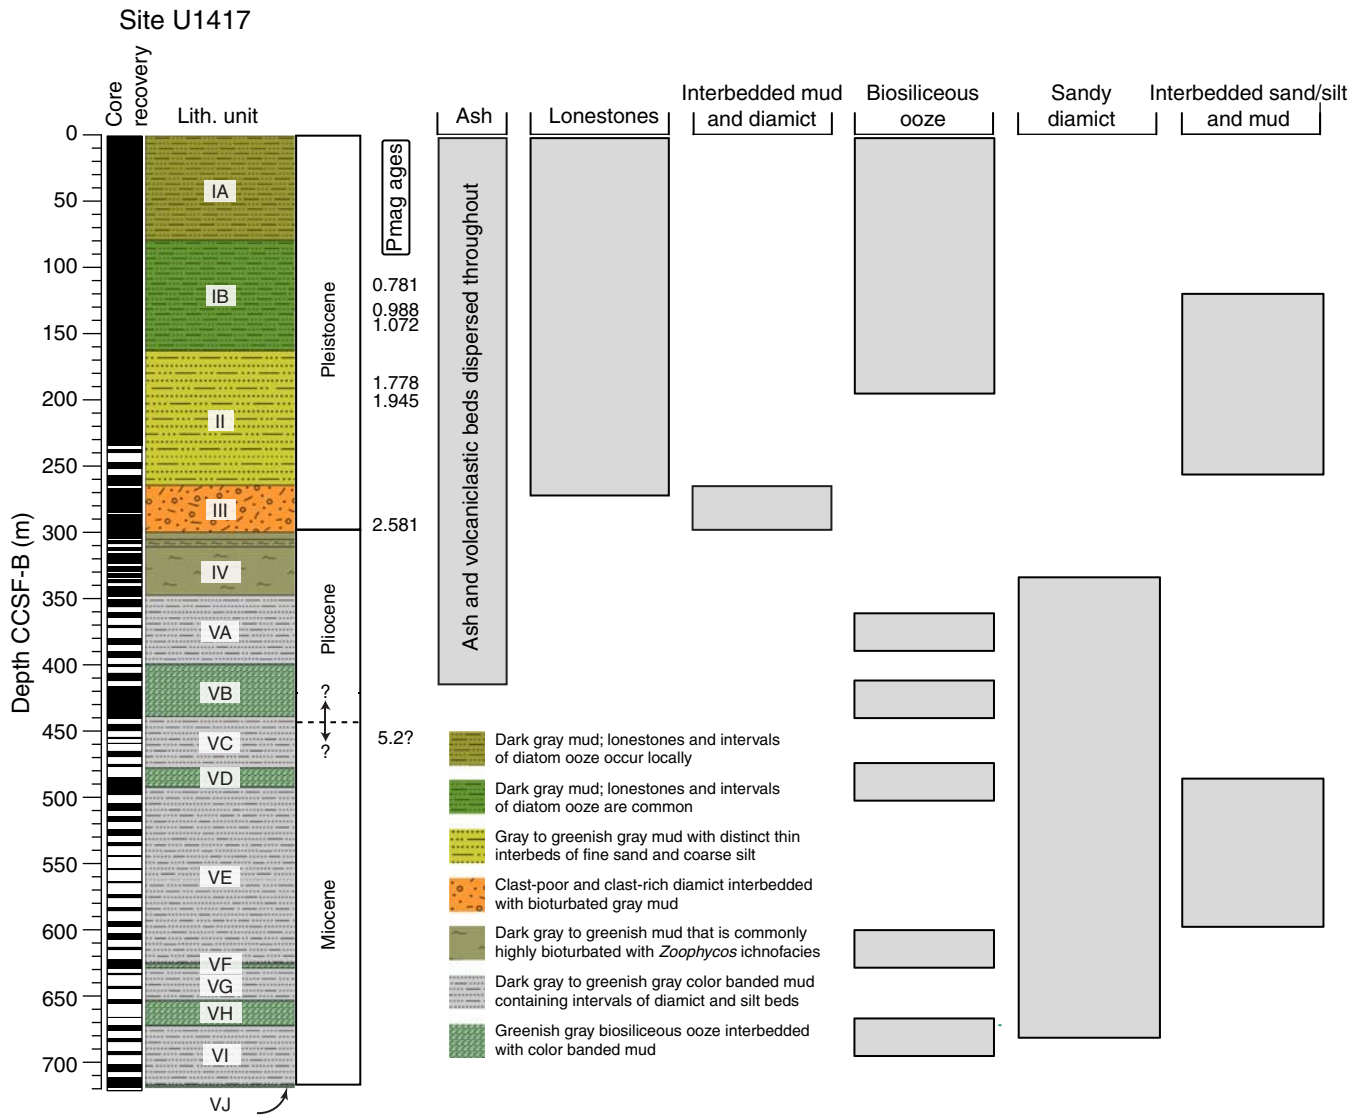 Site U1417
Core
recovery
Lith. unit
Ash
Lonestones
Interbedded mud
and diamict
Biosiliceous
ooze
Sandy
diamict
Interbedded sand/silt
and mud
Depth CCSF-B (m)
0
50
100
150
200
250
300
350
400
450
500
550
600
650
700
IA
IB
II
III
IV
VA
VB
VC
VD
VE
VF
VG
VH
VI
VJ
Pleistocene
Pliocene
?
?
Miocene
Pmag ages
0.781
0.988
1.072
1.778
1.945
2.581
5.2?
Ash and volcaniclastic beds dispersed throughout
Dark gray mud; lonestones and intervals
of diatom ooze occur locally
Dark gray mud; lonestones and intervals
of diatom ooze are common
Gray to greenish gray mud with distinct thin
interbeds of fine sand and coarse silt
Clast-poor and clast-rich diamict interbedded
with bioturbated gray mud
Dark gray to greenish mud that is commonly
highly bioturbated with Zoophycos ichnofacies
Dark gray to greenish gray color banded mud
containing intervals of diamict and silt beds
Greenish gray biosiliceous ooze interbedded
with color banded mud